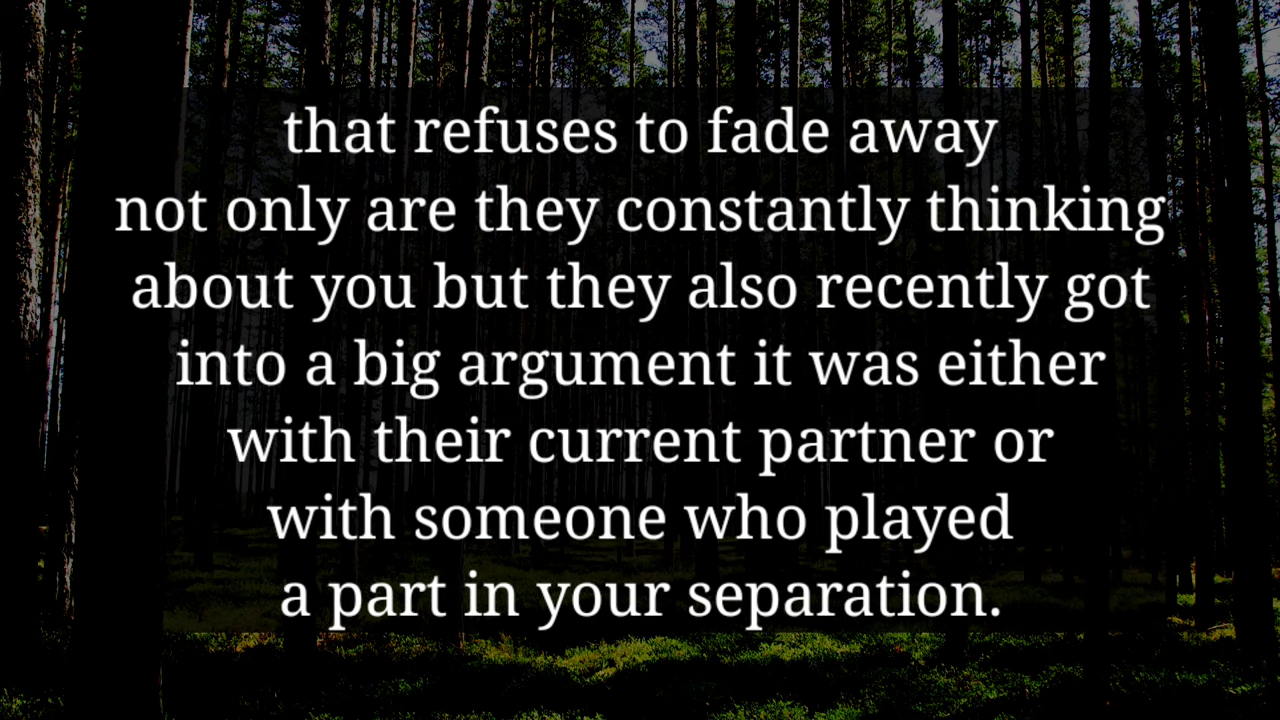 that refuses to fade away
not only are they constantly thinking
about you but they also recently got
into a big argument it was either
with their current partner or
with someone who played
a part in your separation.